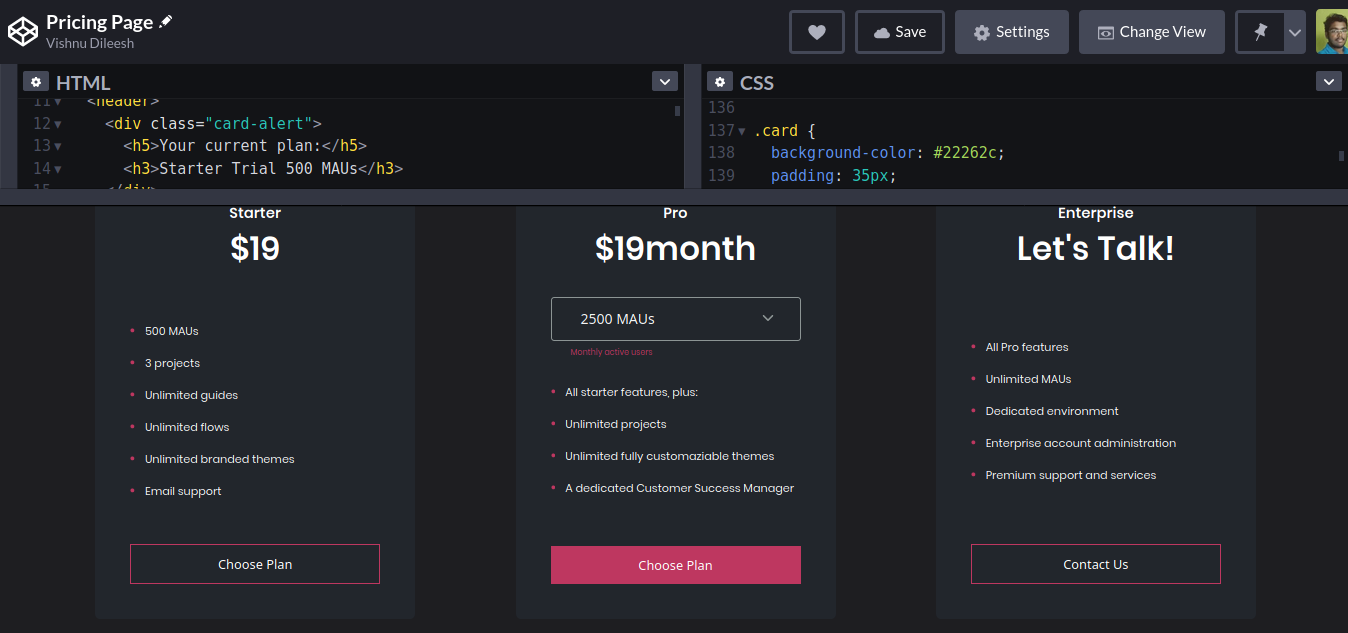 Pricing Page
Vishnu Dileesh
Save
Settings
Change View
HTML
11 <header>
12 <div class="card-alert">
13 <h5>Your current plan:</h5>
14 <h3>Starter Trial 500 MAUs</h3>
15 </div>
CSS
136
137 .card {
138 background-color: #22262c;
139 padding: 35px;
Starter
$19
500 MAUs
3 projects
Unlimited guides
Unlimited flows
Unlimited branded themes
Email support
Choose Plan
Pro
$19month
2500 MAUs
Monthly active users
All starter features, plus:
Unlimited projects
Unlimited fully customaziable themes
A dedicated Customer Success Manager
Choose Plan
Enterprise
Let's Talk!
All Pro features
Unlimited MAUs
Dedicated environment
Enterprise account administration
Premium support and services
Contact Us